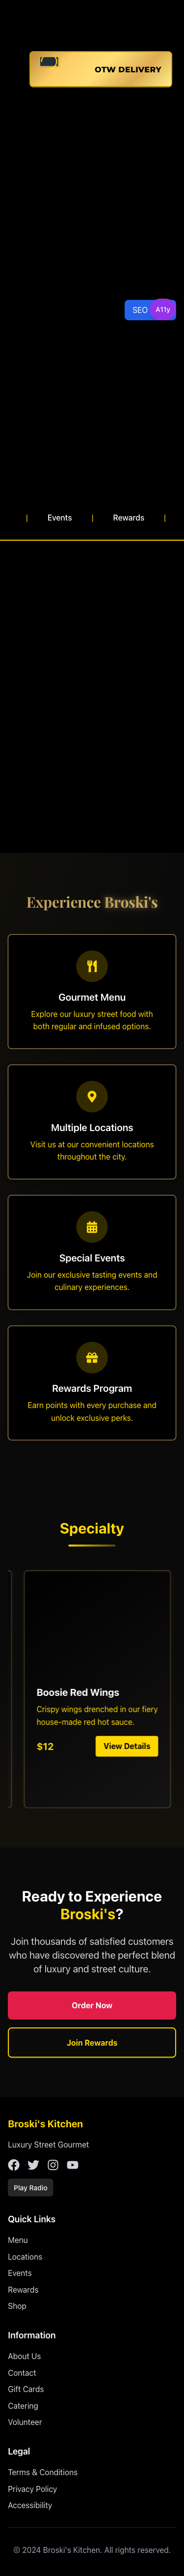 OTW DELIVERY
SEO
A11y
| Events | Rewards |
Experience Broski's
Gourmet Menu
Explore our luxury street food with
both regular and infused options.
Multiple Locations
Visit us at our convenient locations
throughout the city.
Special Events
Join our exclusive tasting events and
culinary experiences.
Rewards Program
Earn points with every purchase and
unlock exclusive perks.
Specialty
Boosie Red Wings
Crispy wings drenched in our fiery
house-made red hot sauce.
$12 View Details
Ready to Experience
Broski's?
Join thousands of satisfied customers
who have discovered the perfect blend
of luxury and street culture.
Order Now
Join Rewards
Broski's Kitchen
Luxury Street Gourmet
Play Radio
Quick Links
Menu
Locations
Events
Rewards
Shop
Information
About Us
Contact
Gift Cards
Catering
Volunteer
Legal
Terms & Conditions
Privacy Policy
Accessibility
© 2024 Broski's Kitchen. All rights reserved.